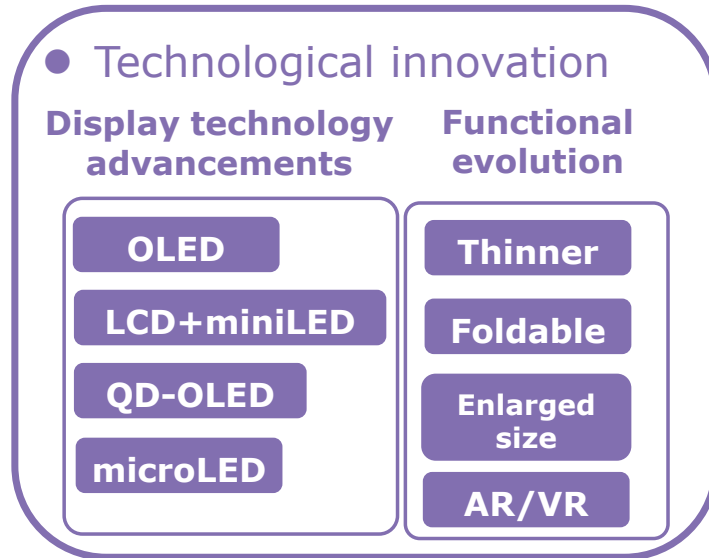 ● Technological innovation
Display technology
advancements
OLED
LCD+miniLED
QD-OLED
microLED
Functional
evolution
Thinner
Foldable
Enlarged
size
AR/VR